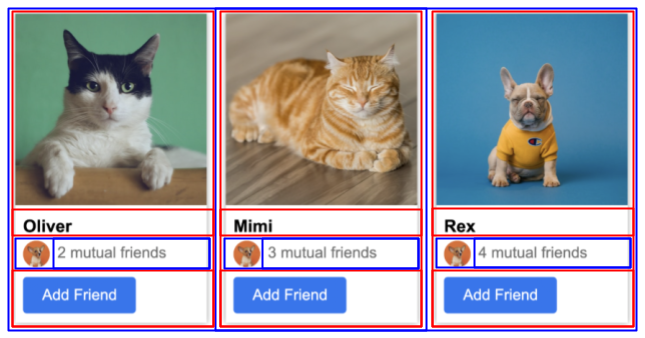 Oliver
2 mutual friends
Add Friend
Mimi
3 mutual friends
Add Friend
Rex
4 mutual friends
Add Friend